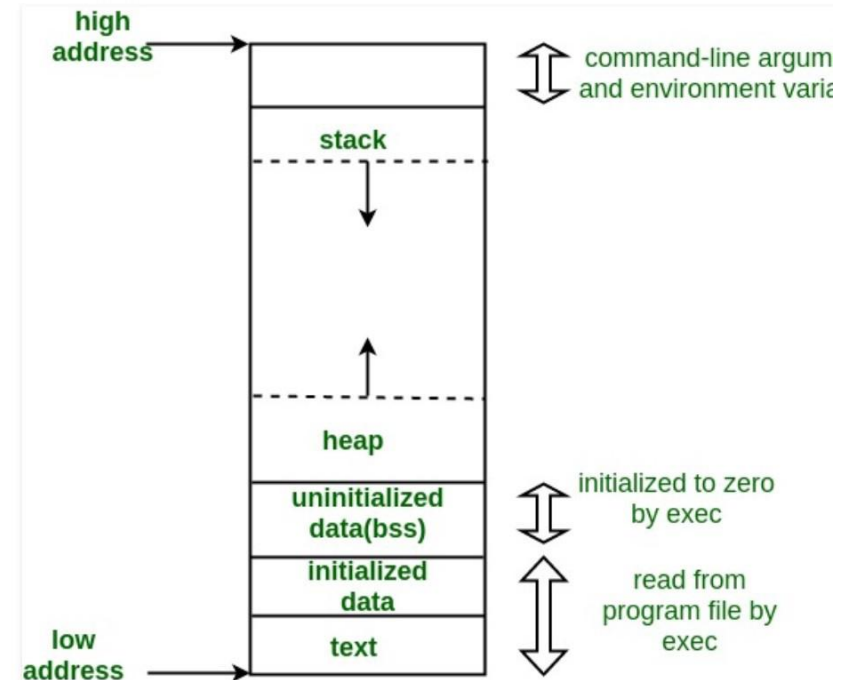 high
address
command-line argum
and environment varia
stack
heap
uninitialized
data(bss)
initialized to zero
by exec
initialized
data
read from
program file by
exec
text
low
address